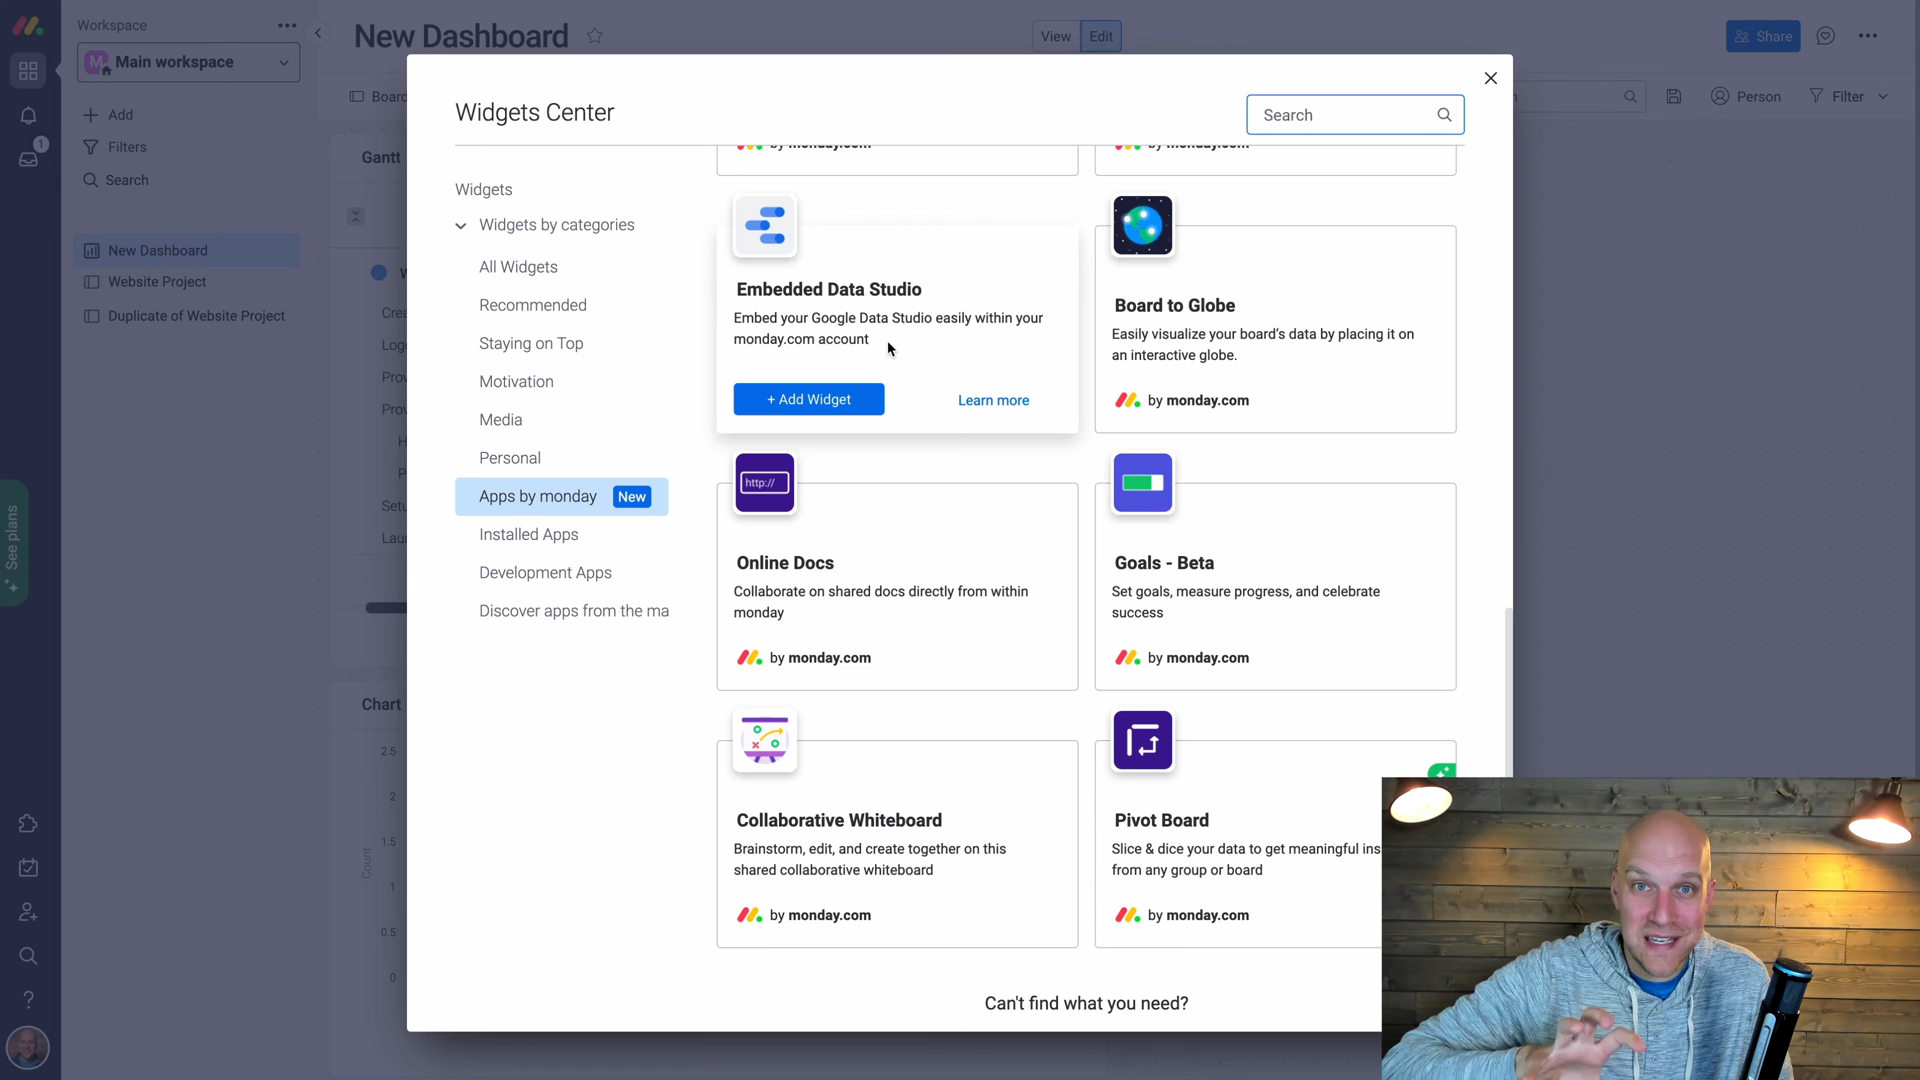 Workspace
Main workspace
Add
Filters
Search
New Dashboard
Website Project
Duplicate of Website Project
See plans
1
New Dashboard
View
Edit
Share
Person
Filter
Gantt
Chart
2.5
2
1.5
1
0.5
0
Count
Widgets Center
Search
Widgets
Widgets by categories
All Widgets
Recommended
Staying on Top
Motivation
Media
Personal
Apps by monday
New
Installed Apps
Development Apps
Discover apps from the ma
by monday.com
by monday.com
Embedded Data Studio
Embed your Google Data Studio easily within your
monday.com account
+ Add Widget
Learn more
Board to Globe
Easily visualize your board's data by placing it on
an interactive globe.
by monday.com
http://
Online Docs
Collaborate on shared docs directly from within
monday
by monday.com
Goals - Beta
Set goals, measure progress, and celebrate
success
by monday.com
Collaborative Whiteboard
Brainstorm, edit, and create together on this
shared collaborative whiteboard
by monday.com
Pivot Board
Slice & dice your data to get meaningful ins
from any group or board
by monday.com
Can't find what you need?